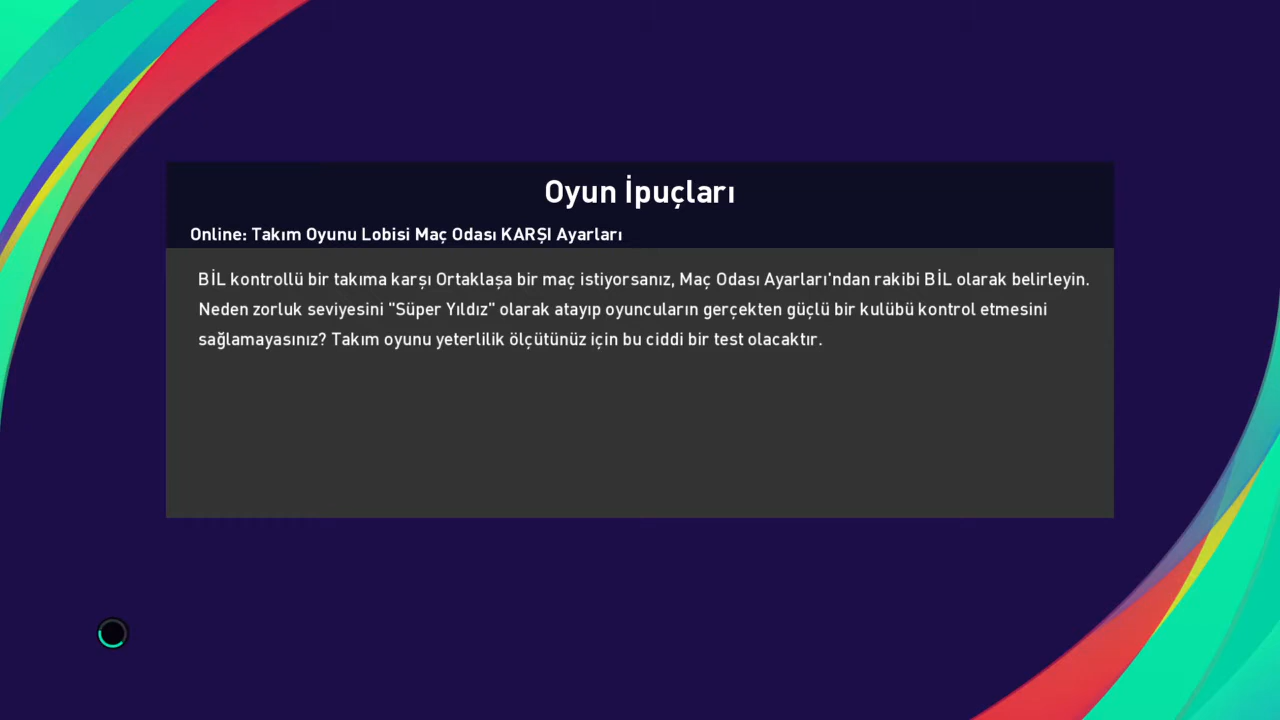 Oyun İpuçları
Online: Takım Oyunu Lobisi Maç Odası KARŞI Ayarları
BİL kontrollü bir takıma karşı Ortaklaşa bir maç istiyorsanız, Maç Odası Ayarları'ndan rakibi BİL olarak belirleyin.
Neden zorluk seviyesini "Süper Yıldız" olarak atayıp oyuncuların gerçekten güçlü bir kulübü kontrol etmesini
sağlamayasınız? Takım oyunu yeterlilik ölçütünüz için bu ciddi bir test olacaktır.